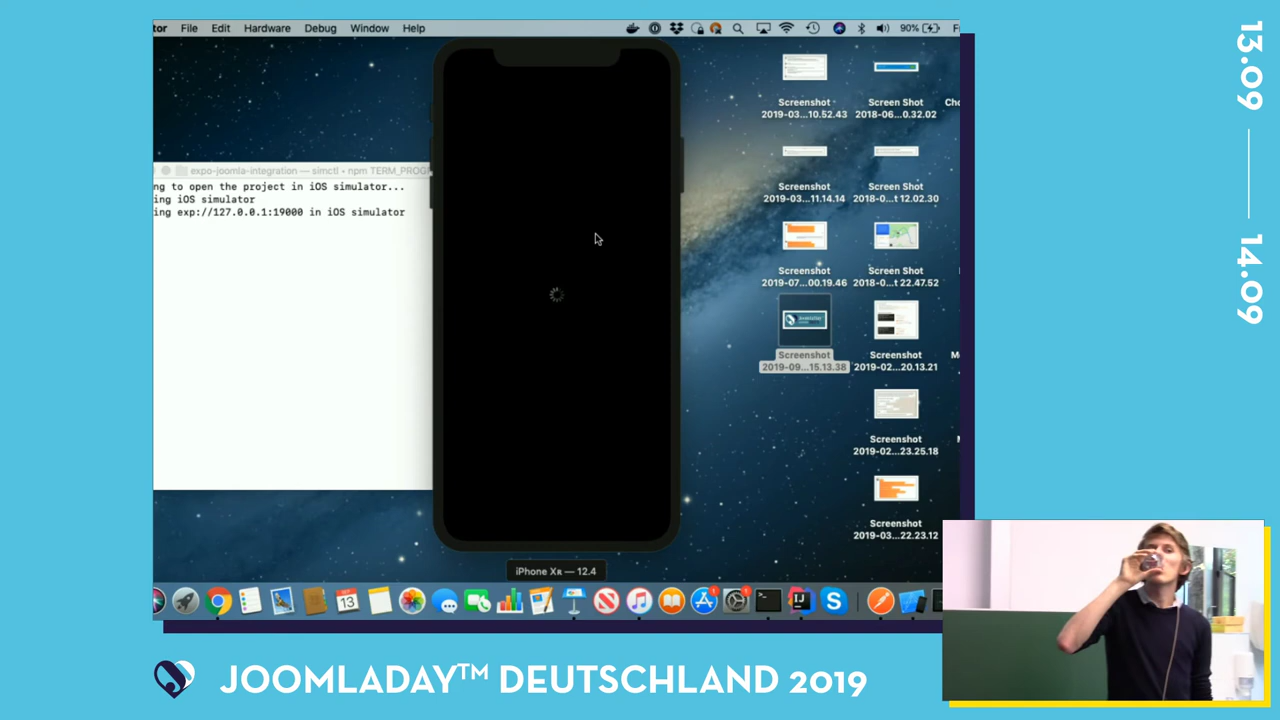 tor File Edit Hardware Debug Window Help 90%
13.09
14.09
expo-joomla-integration — simctl • npm TERM_PROG
ng to open the project in iOS simulator...
ing iOS simulator
ing exp://127.0.0.1:19000 in iOS simulator
Screenshot
2019-03...10.52.43
Screen Shot
2018-06...0.32.02
Screenshot
2019-03...11.14.14
Screen Shot
2018-0...t 12.02.30
Screenshot
2019-07...00.19.46
Screen Shot
2018-0...t 22.47.52
Screenshot
2019-09...15.13.38
Screenshot
2019-02...20.13.21
Screenshot
2019-02...23.25.18
Screenshot
2019-03...22.23.12
iPhone Xʀ — 12.4
13
JOOMLADAY™ DEUTSCHLAND 2019